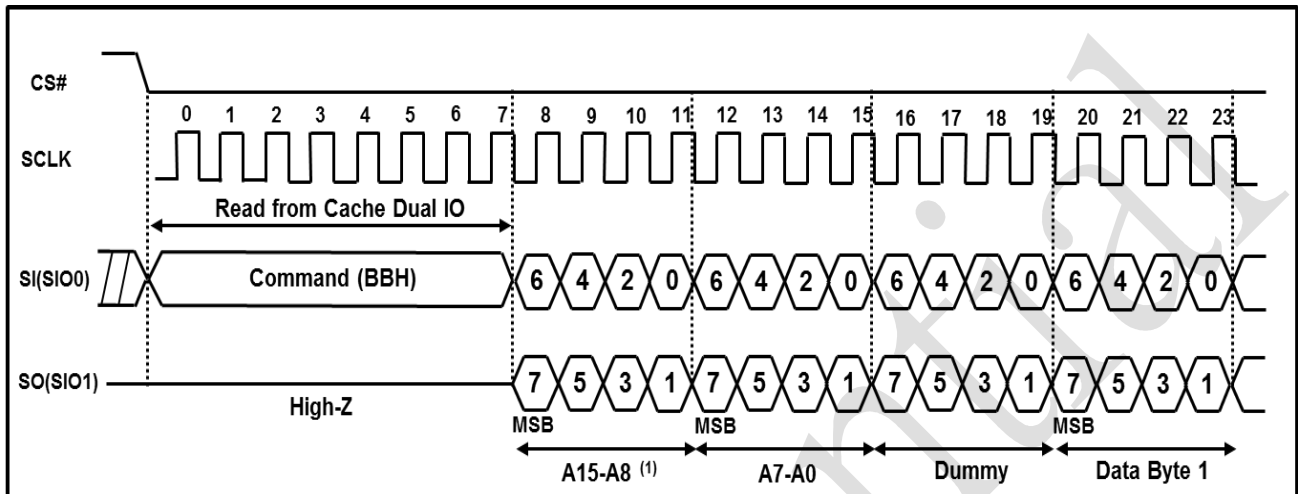 CS#
0 1 2 3 4 5 6 7 8 9 10 11 12 13 14 15 16 17 18 19 20 21 22 23
SCLK
Read from Cache Dual IO
SI(SIO0) Command (BBH) 6 4 2 0 6 4 2 0 6 4 2 0 6 4 2 0
SO(SIO1) 7 5 3 1 7 5 3 1 7 5 3 1 7 5 3 1
High-Z
MSB MSB MSB
A15-A8 (1) A7-A0 Dummy Data Byte 1